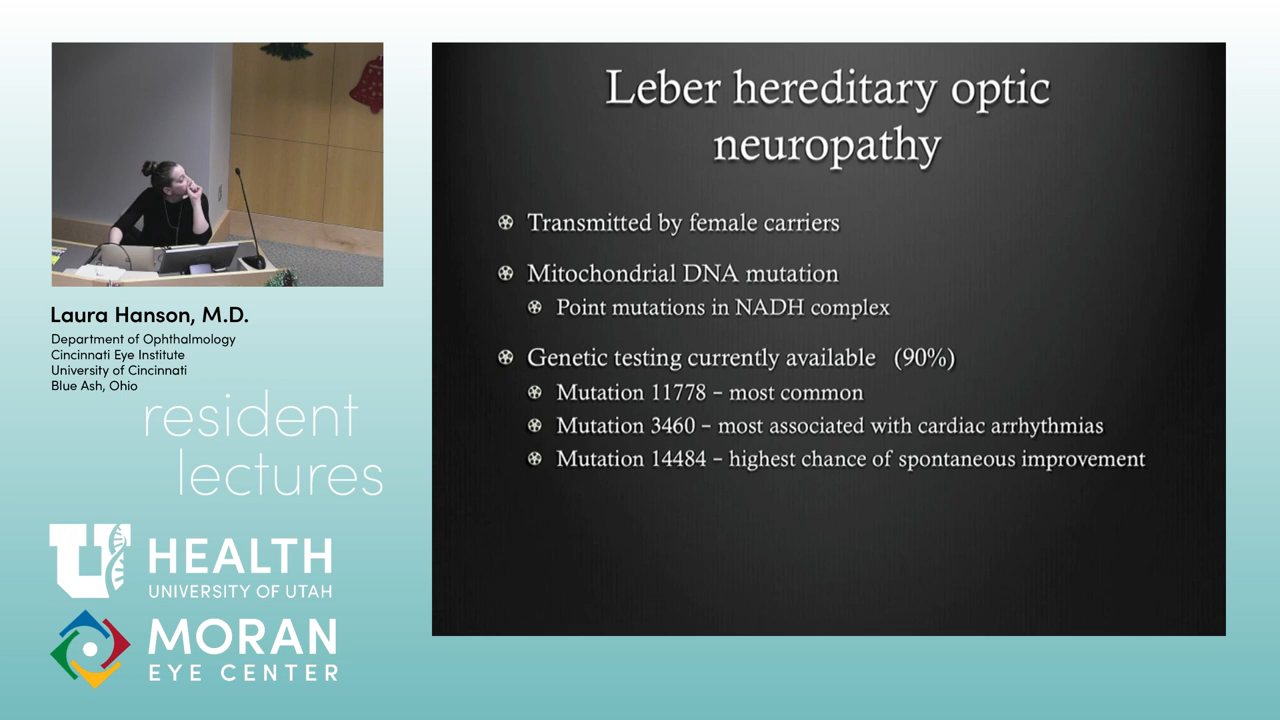 Laura Hanson, M.D.
Department of Ophthalmology
Cincinnati Eye Institute
University of Cincinnati
Blue Ash, Ohio
resident
lectures
U
HEALTH
UNIVERSITY OF UTAH
MORAN
EYE CENTER
Leber hereditary optic
neuropathy
Transmitted by female carriers
Mitochondrial DNA mutation
Point mutations in NADH complex
Genetic testing currently available (90%)
Mutation 11778 – most common
Mutation 3460 – most associated with cardiac arrhythmias
Mutation 14484 – highest chance of spontaneous improvement